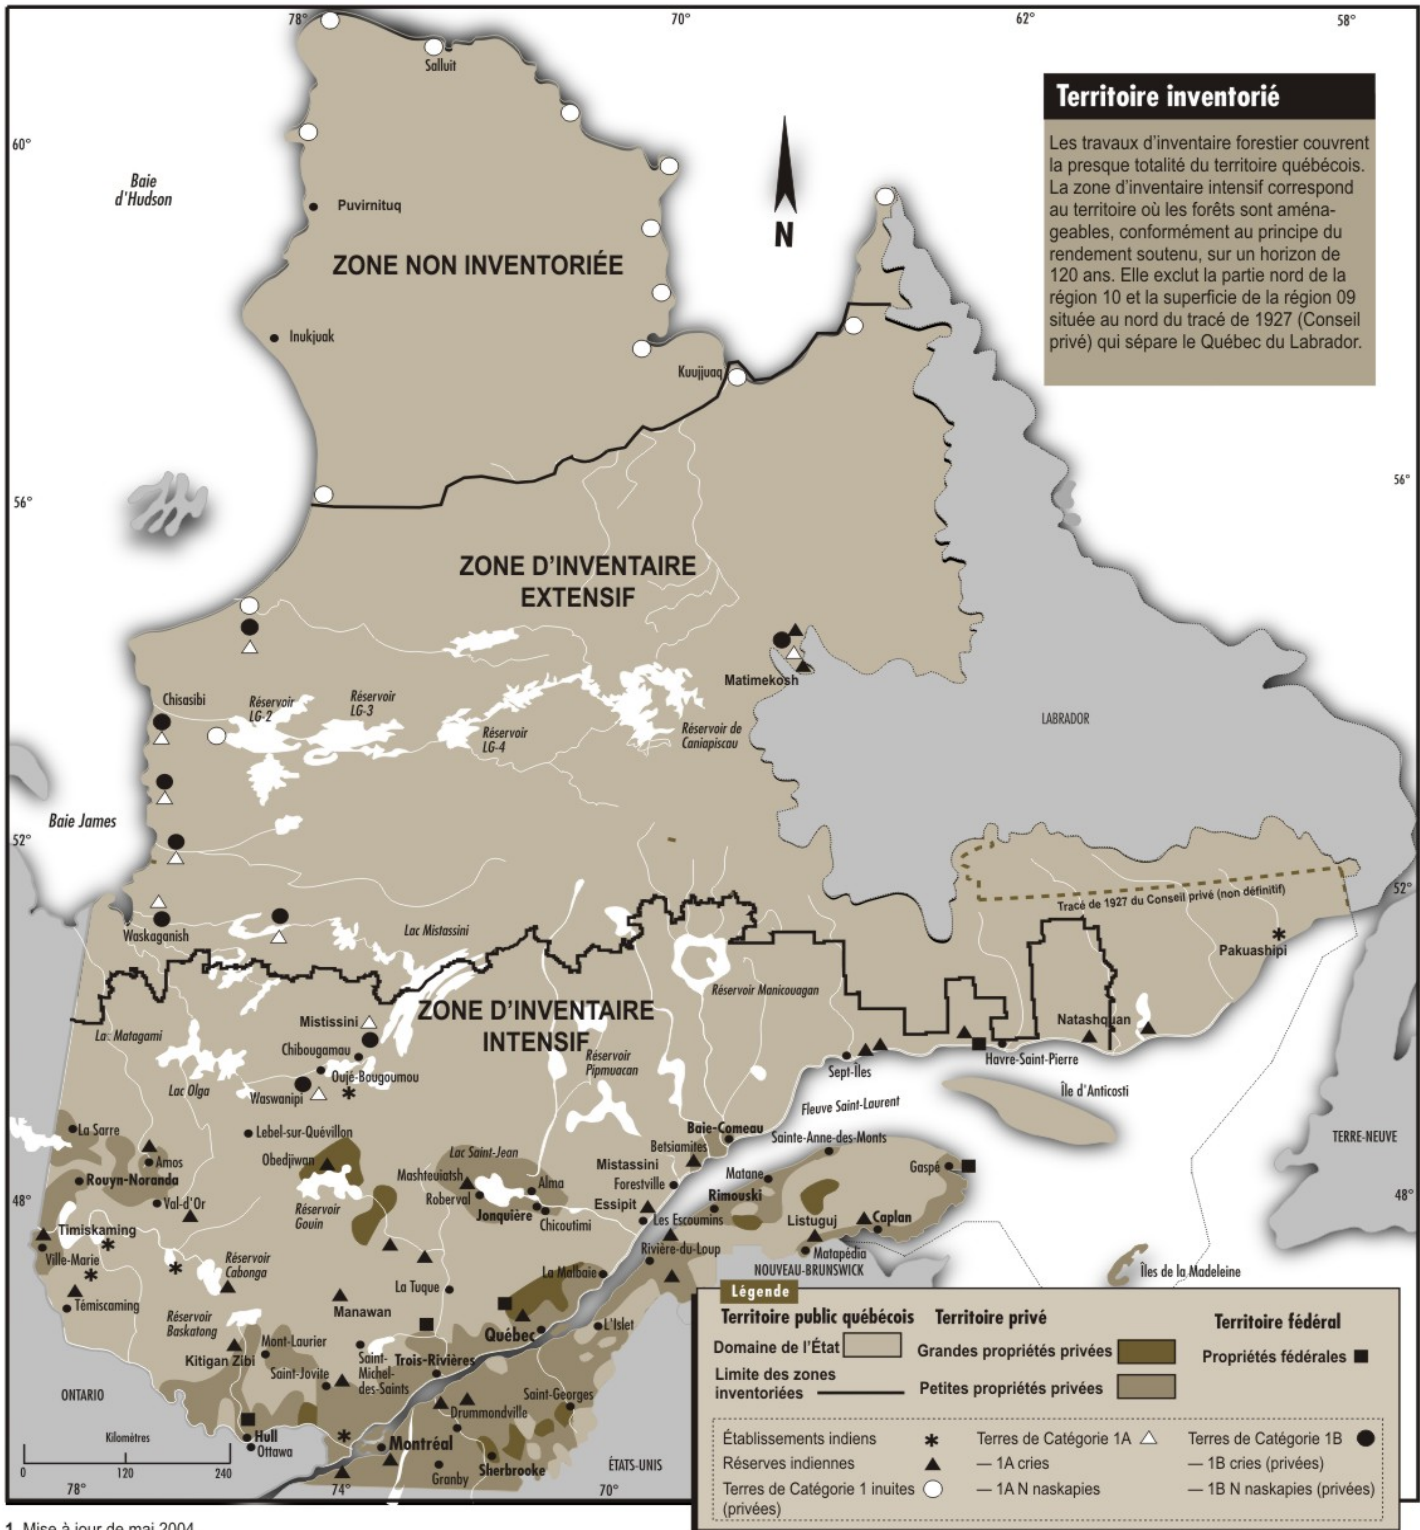 78°
70°
62°
58°
Salluit
Territoire inventorié
Les travaux d'inventaire forestier couvrent
la presque totalité du territoire québécois.
La zone d'inventaire intensif correspond
au territoire où les forêts sont aména-
geables, conformément au principe du
rendement soutenu, sur un horizon de
120 ans. Elle exclut la partie nord de la
région 10 et la superficie de la région 09
située au nord du tracé de 1927 (Conseil
privé) qui sépare le Québec du Labrador.
60°
Baie
d'Hudson
Puvirnituq
N
ZONE NON INVENTORIÉE
Inukjuak
Kuujjuaq
56°
56°
ZONE D'INVENTAIRE
EXTENSIF
Matimekosh
Chisasibi
Réservoir
LG-2
Réservoir
LG-3
Réservoir
LG-4
Réservoir de
Caniapiscau
LABRADOR
Baie James
52°
52°
Tracé de 1927 du Conseil privé (non définitif)
Waskaganish
Lac Mistassini
Pakuashipi
Réservoir Manicouagan
ZONE D'INVENTAIRE
INTENSIF
Mistissini
Lac Matagami
Natashquan
Chibougamau
Réservoir
Pipmuacan
Havre-Saint-Pierre
Sept-Îles
Oujé-Bougoumou
Lac Olga
Waswanipi
Île d'Anticosti
Fleuve Saint-Laurent
La Sarre
Lebel-sur-Quévillon
Baie-Comeau
Sainte-Anne-des-Monts
TERRE-NEUVE
Betsiamites
Lac Saint-Jean
Amos
Obedjiwan
Mistassini
Gaspé
Rouyn-Noranda
Mashteuiatsh
Matane
Forestville
Alma
Roberval
48°
48°
Val-d'Or
Rimouski
Essipit
Réservoir
Gouin
Jonquière
Chicoutimi
Les Escoumins
Listuguj
Caplan
Timiskaming
Rivière-du-Loup
Matapédia
Ville-Marie
Réservoir
Cabonga
La Malbaie
NOUVEAU-BRUNSWICK
Îles de la Madeleine
La Tuque
Témiscaming
Manawan
Réservoir
Baskatong
L'Islet
Québec
Mont-Laurier
Kitigan Zibi
Saint-
Michel-
des-Saints
Trois-Rivières
Saint-Jovite
ONTARIO
Saint-Georges
Drummondville
Kilomètres
Hull
Ottawa
Montréal
0
120
240
Granby
Sherbrooke
ÉTATS-UNIS
78°
74°
70°
Légende
Territoire public québécois
Domaine de l'État
Limite des zones
inventoriées
Territoire privé
Grandes propriétés privées
Petites propriétés privées
Territoire fédéral
Propriétés fédérales
Établissements indiens
Réserves indiennes
Terres de Catégorie 1 inuites
(privées)
Terres de Catégorie 1A
— 1A cries
— 1A N naskapies
Terres de Catégorie 1B
— 1B cries (privées)
— 1B N naskapies (privées)
1 Mise à jour de mai 2004